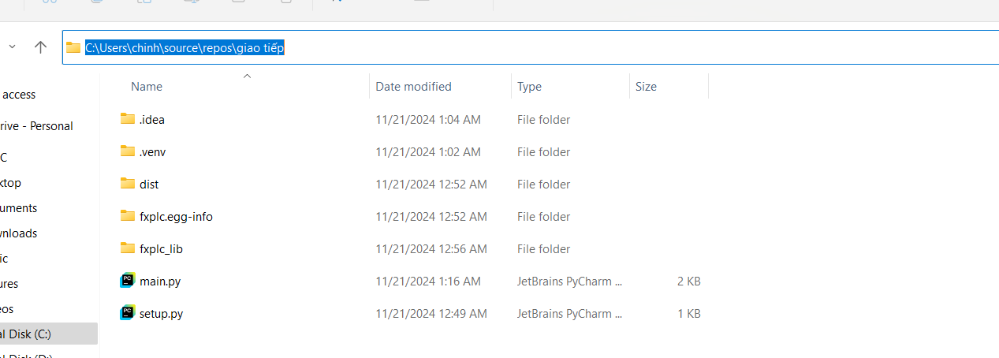 C:\Users\chinh\source\repos\giao tiếp
Name Date modified Type Size
access
rive - Personal
C
ktop
uments
wnloads
ic
ures
eos
al Disk (C:)
al Disk (D:)
.idea 11/21/2024 1:04 AM File folder
.venv 11/21/2024 1:02 AM File folder
dist 11/21/2024 12:52 AM File folder
fxplc.egg-info 11/21/2024 12:52 AM File folder
fxplc_lib 11/21/2024 12:56 AM File folder
main.py 11/21/2024 1:16 AM JetBrains PyCharm ... 2 KB
setup.py 11/21/2024 12:49 AM JetBrains PyCharm ... 1 KB